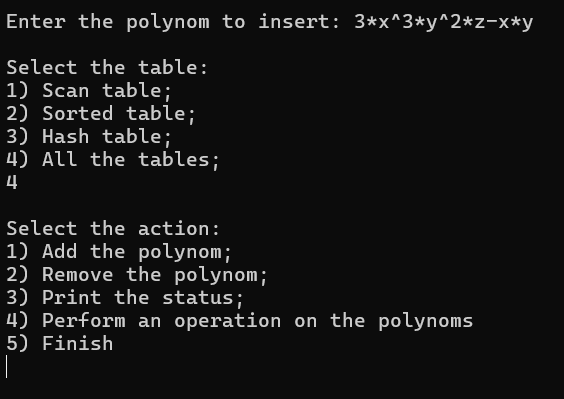 Enter the polynom to insert: 3*x^3*y^2*z-x*y
Select the table:
1) Scan table;
2) Sorted table;
3) Hash table;
4) All the tables;
4
Select the action:
1) Add the polynom;
2) Remove the polynom;
3) Print the status;
4) Perform an operation on the polynoms
5) Finish